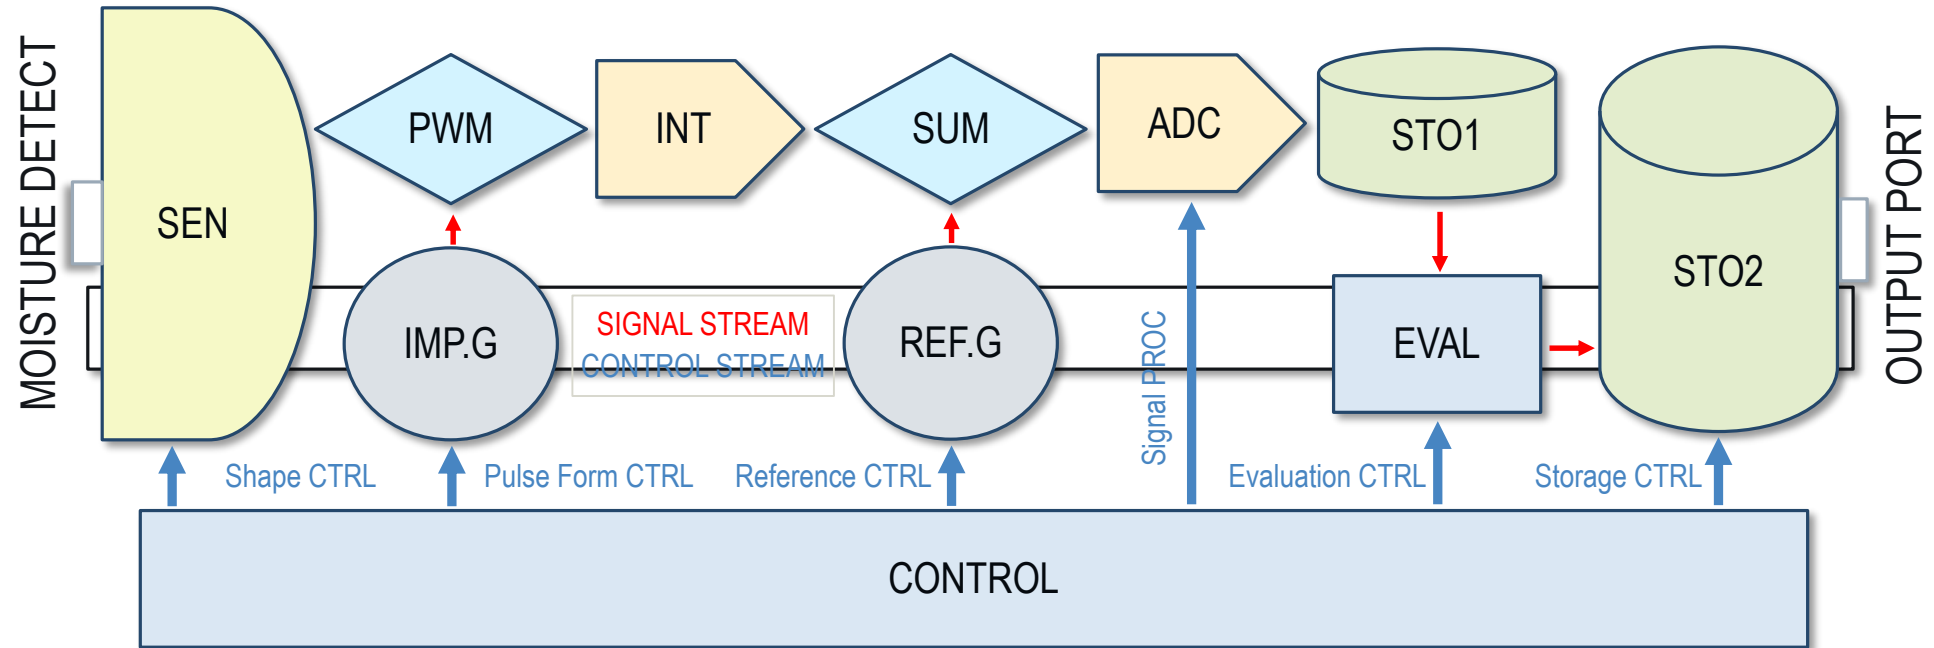 MOISTURE DETECT
SEN
PWM
INT
SUM
ADC
STO1
STO2
OUTPUT PORT
IMP.G
SIGNAL STREAM
CONTROL STREAM
REF.G
Signal PROC
EVAL
Shape CTRL
Pulse Form CTRL
Reference CTRL
Evaluation CTRL
Storage CTRL
CONTROL